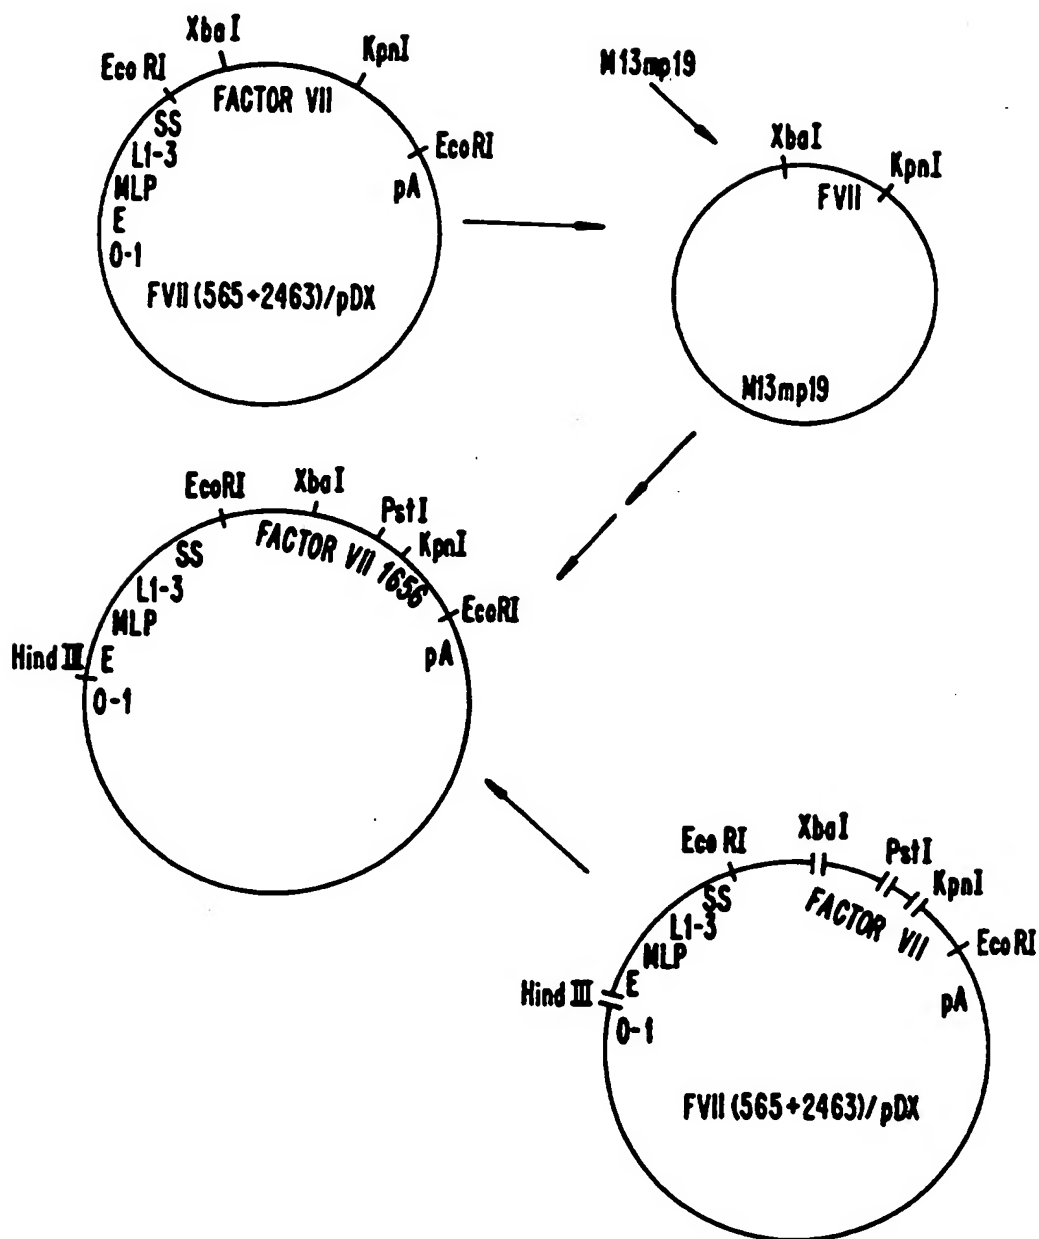 XbaI
KpnI
Eco RI
FACTOR VII
SS
L1-3
MLP
E
0-1
EcoRI
pA
FVII (565+2463)/pDX
M13mp19
XbaI
KpnI
FVII
M13mp19
EcoRI
XbaI
PstI
KpnI
FACTOR VII 1656
SS
L1-3
MLP
Hind III
E
0-1
EcoRI
pA
Eco RI
XbaI
PstI
KpnI
FACTOR VII
SS
L1-3
MLP
Hind III
E
0-1
EcoRI
pA
FVII (565+2463)/pDX